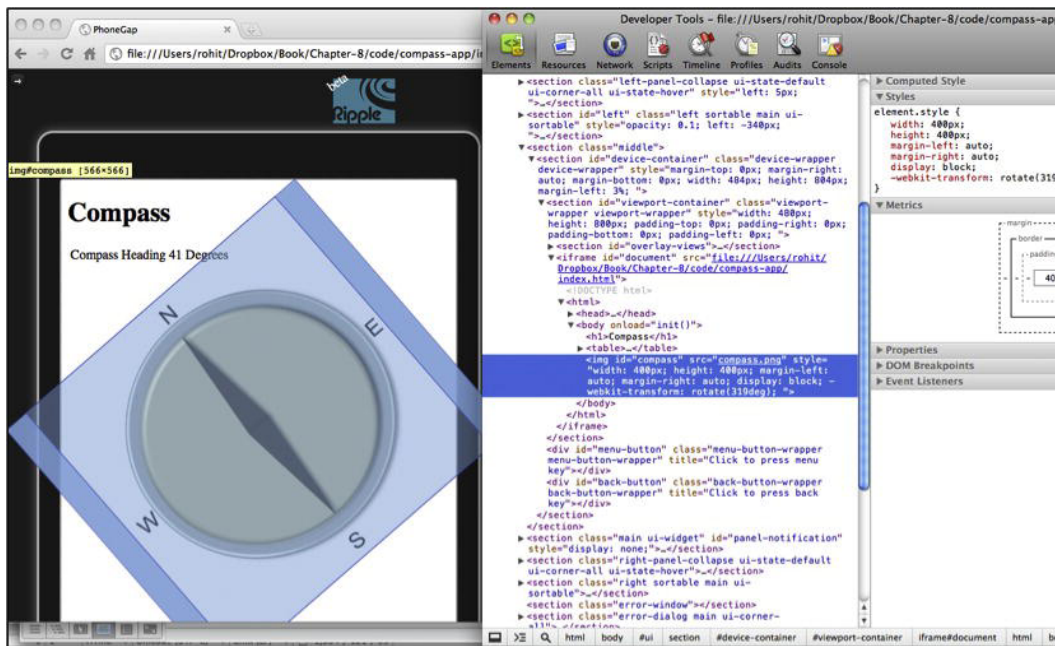 PhoneGap
file:///Users/rohit/Dropbox/Book/Chapter-8/code/compass-app/in
beta
Ripple
img#compass [566×566]
Compass
Compass Heading 41 Degrees
N
E
W
S
Developer Tools - file:///Users/rohit/Dropbox/Book/Chapter-8/code/compass-app
Elements Resources Network Scripts Timeline Profiles Audits Console
▶<section class="left-panel-collapse ui-state-default
ui-corner-all ui-state-hover" style="left: 5px;
">…</section>
▶<section id="left" class="left sortable main ui-
sortable" style="opacity: 0.1; left: -340px;
">…</section>
▼<section class="middle">
▼<section id="device-container" class="device-wrapper
device-wrapper" style="margin-top: 0px; margin-right:
auto; margin-bottom: 0px; width: 484px; height: 804px;
margin-left: 3%; ">
▼<section id="viewport-container" class="viewport-
wrapper viewport-wrapper" style="width: 480px;
height: 800px; padding-top: 0px; padding-right: 0px;
padding-bottom: 0px; padding-left: 0px; ">
▶<section id="overlay-views">…</section>
▼<iframe id="document" src="file:///Users/rohit/
Dropbox/Book/Chapter-8/code/compass-app/
index.html">
<!DOCTYPE html>
▼<html>
▶<head>…</head>
▼<body onload="init()">
<h1>Compass</h1>
▶<table>…</table>
<img id="compass" src="compass.png" style=
"width: 400px; height: 400px; margin-left:
auto; margin-right: auto; display: block; -
webkit-transform: rotate(319deg); ">
</body>
</html>
</iframe>
</section>
<div id="menu-button" class="menu-button-wrapper
menu-button-wrapper" title="Click to press menu
key"></div>
<div id="back-button" class="back-button-wrapper
back-button-wrapper" title="Click to press back
key"></div>
</section>
</section>
▶<section class="main ui-widget" id="panel-notification"
style="display: none;">…</section>
▶<section class="right-panel-collapse ui-state-default
ui-corner-all ui-state-hover">…</section>
▶<section class="right sortable main ui-
sortable">…</section>
<section class="error-window"></section>
▶<section class="error-dialog main ui-corner-
all">…</section>
▶ Computed Style
▼ Styles
element.style {
width: 400px;
height: 400px;
margin-left: auto;
margin-right: auto;
display: block;
-webkit-transform: rotate(319
}
▼ Metrics
margin
border
padding
40
▶ Properties
▶ DOM Breakpoints
▶ Event Listeners
html body #ui section #device-container #viewport-container iframe#document html bo